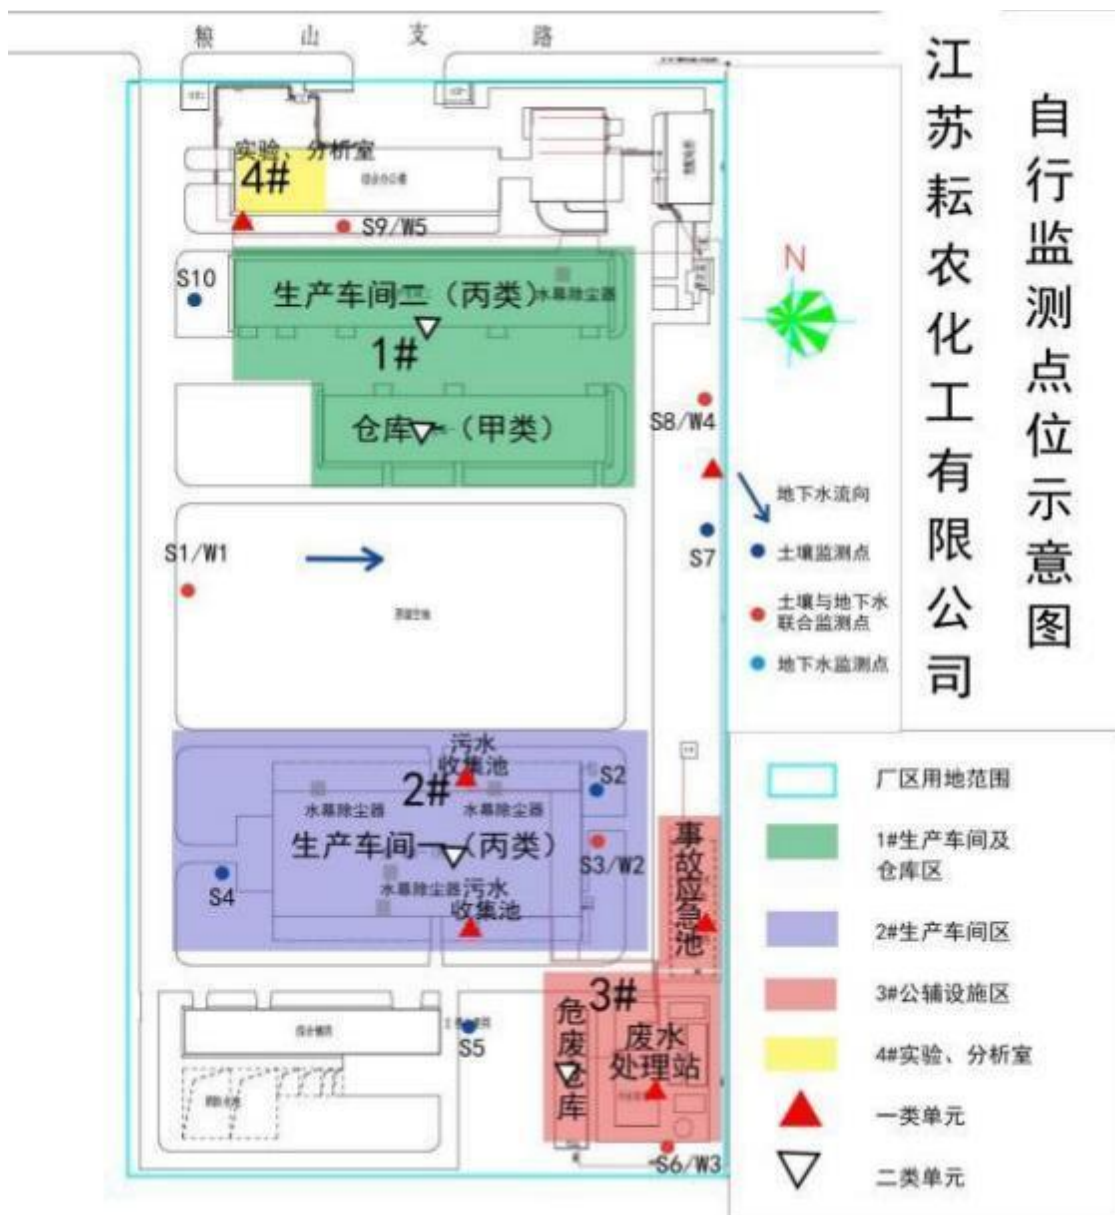 粮山支路
江苏耘农化工有限公司
自行监测点位示意图
实验、分析室
4#
综合办公楼
S9/W5
S10
生产车间二（丙类）
水幕除尘器
1#
仓库一（甲类）
N
S8/W4
S7
地下水流向
土壤监测点
土壤与地下水
联合监测点
地下水监测点
S1/W1
污水
收集池
2#
S2
水幕除尘器
水幕除尘器
生产车间一（丙类）
S3/W2
S4
水幕除尘器
污水
收集池
事故应急池
3#
危废仓库
废水
处理站
S5
S6/W3
厂区用地范围
1#生产车间及
仓库区
2#生产车间区
3#公辅设施区
4#实验、分析室
一类单元
二类单元